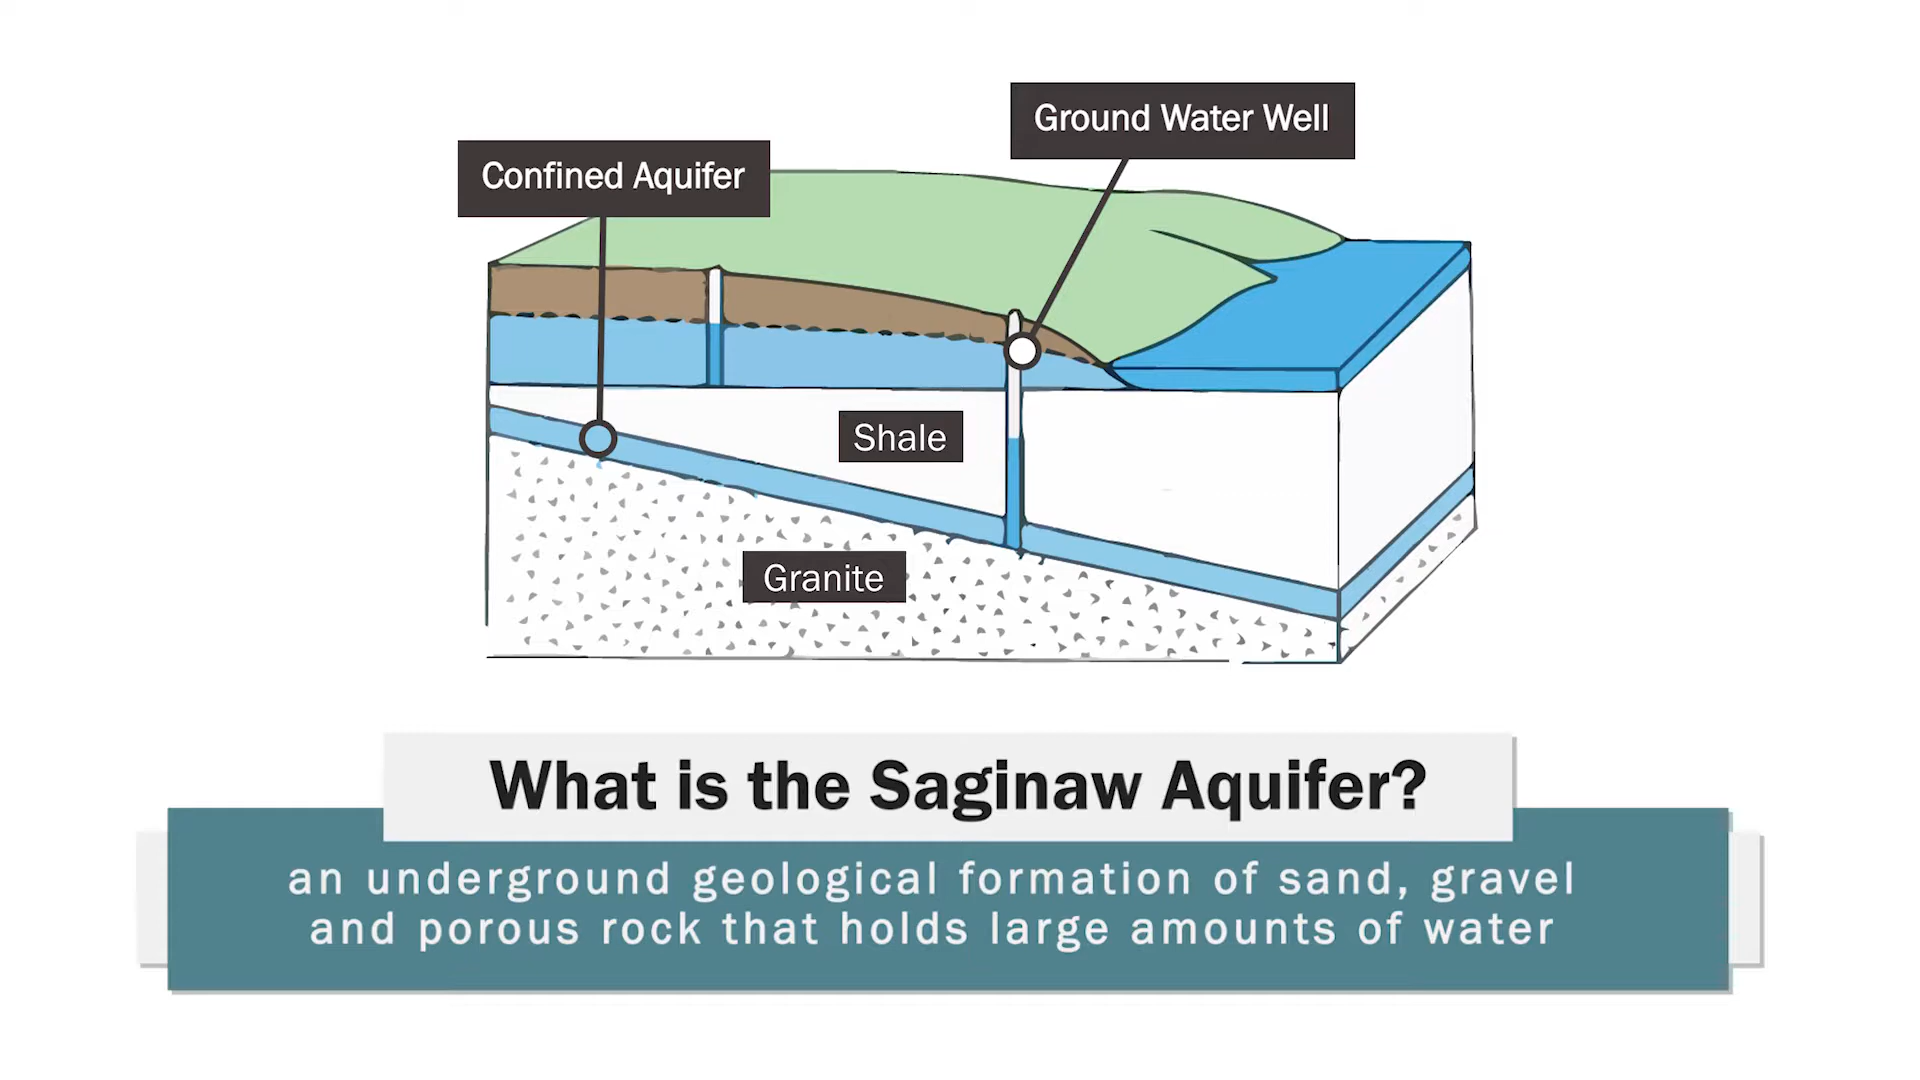 Ground Water Well
Confined Aquifer
Shale
Granite
What is the Saginaw Aquifer?
an underground geological formation of sand, gravel
and porous rock that holds large amounts of water